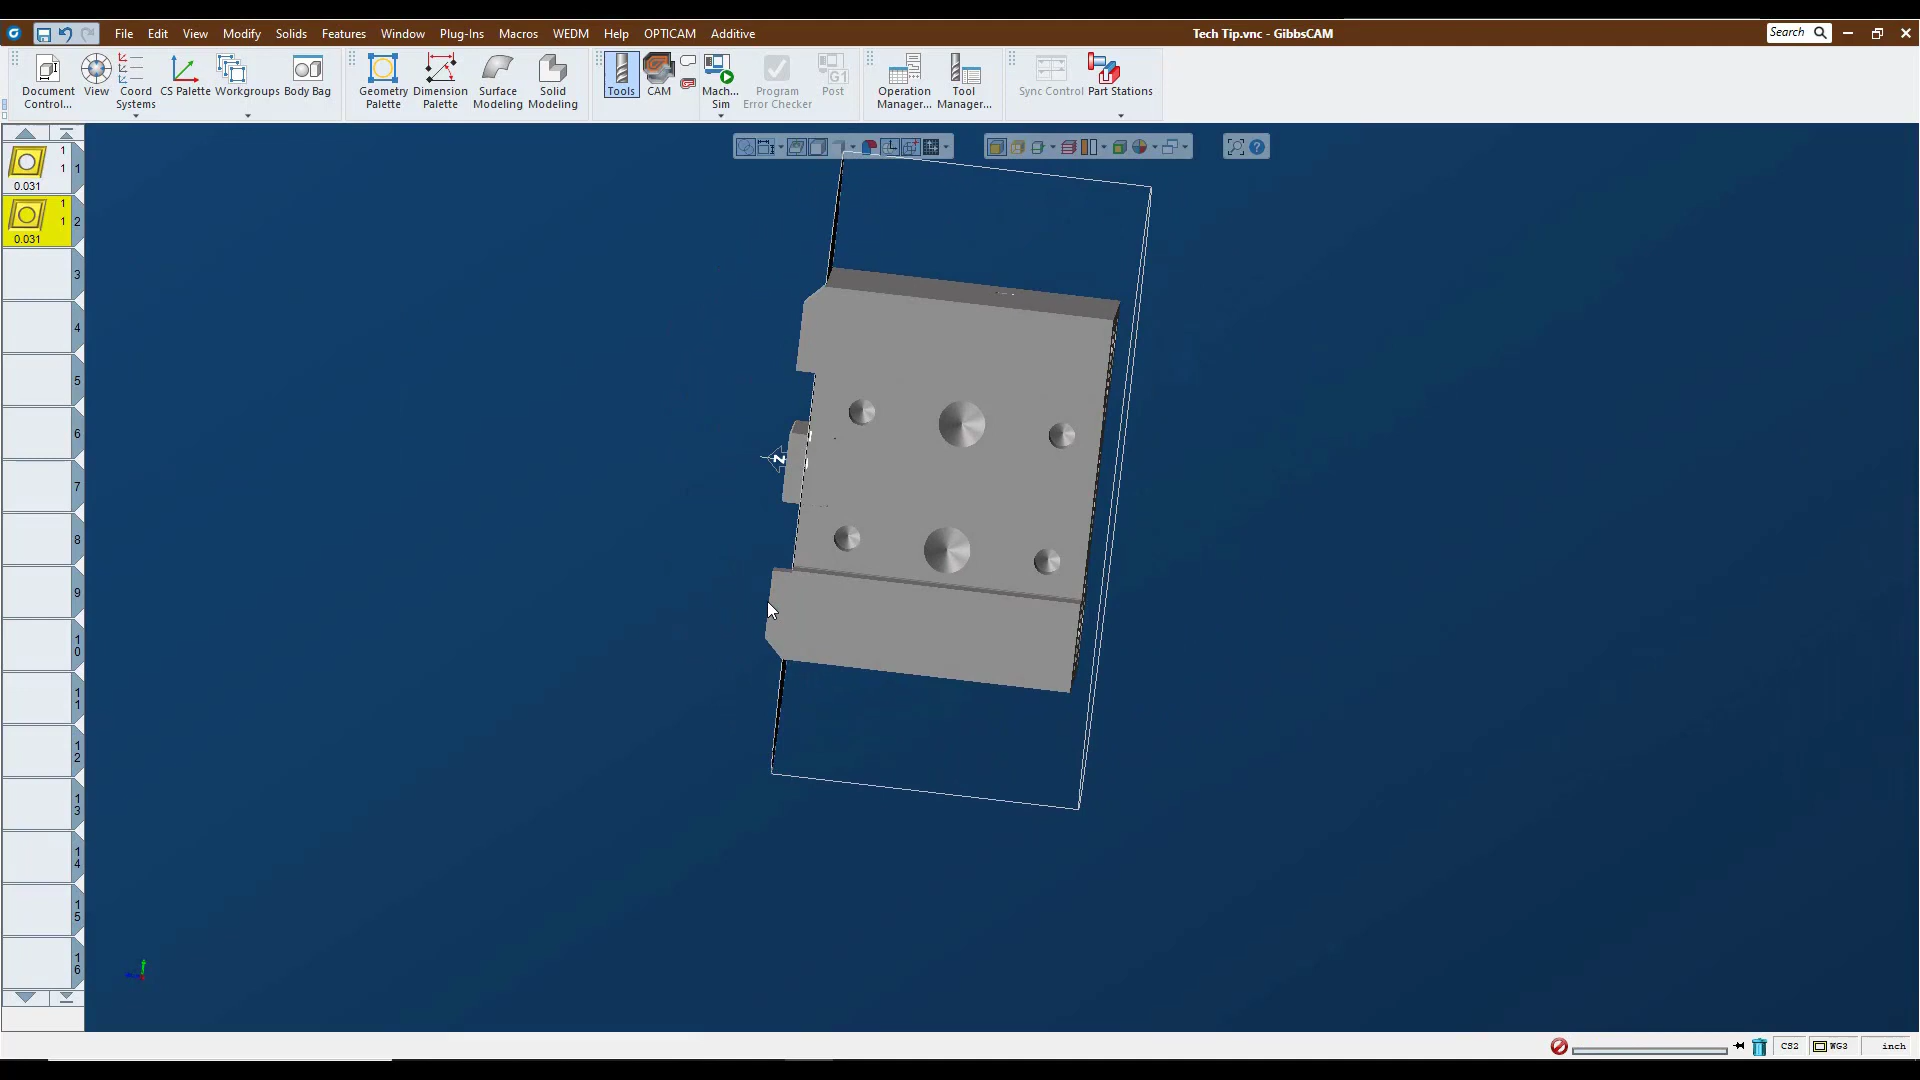 File Edit View Modify Solids Features Window Plug-Ins Macros WEDM Help OPTICAM Additive
Tech Tip.vnc - GibbsCAM
Search
Document Control...
View
Coord Systems
CS Palette
Workgroups
Body Bag
Geometry Palette
Dimension Palette
Surface Modeling
Solid Modeling
Tools
CAM
Mach... Sim
Program Error Checker
G1
Post
Operation Manager...
Tool Manager...
Sync Control
Part Stations
1
1
1
0.031
1
1
2
0.031
3
4
5
6
7
8
9
10
11
12
13
14
15
16
Z
CS2
WG3
inch